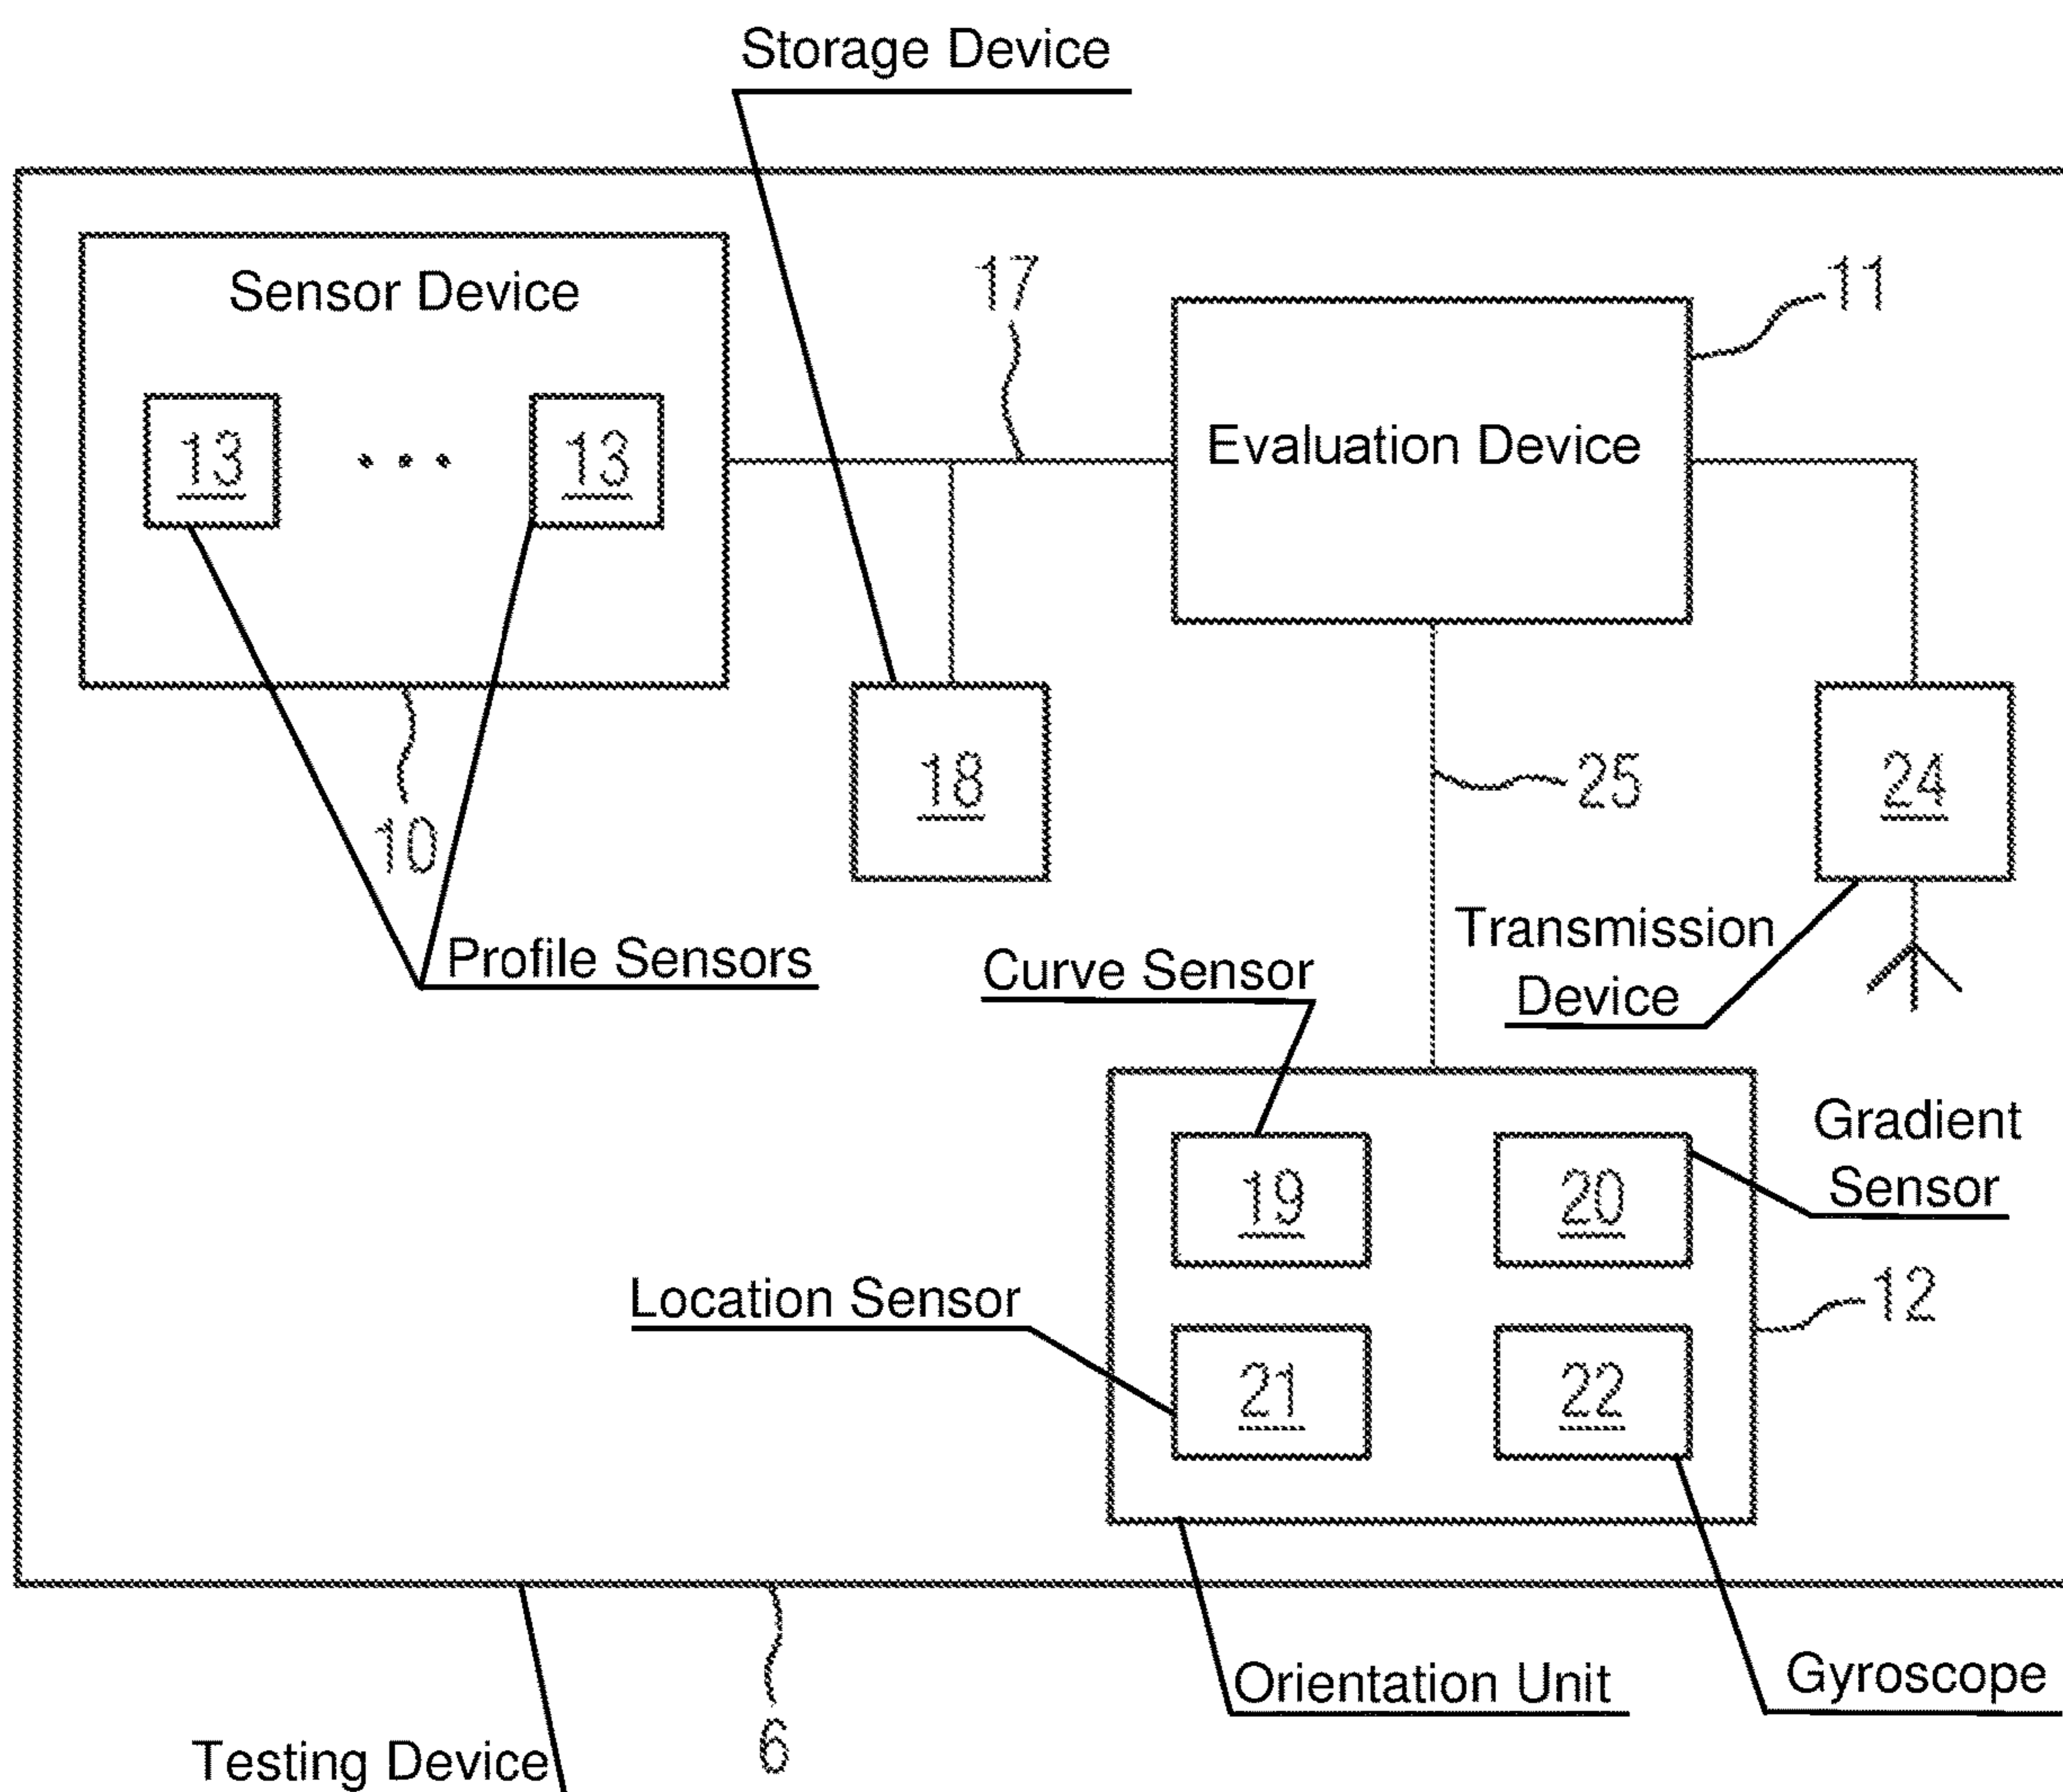 Storage Device
Sensor Device
17
11
13 ... 13
Evaluation Device
18
25
24
10
Profile Sensors
Curve Sensor
Transmission
Device
Gradient
Sensor
19
20
12
Location Sensor
21
22
Orientation Unit
Gyroscope
Testing Device
6